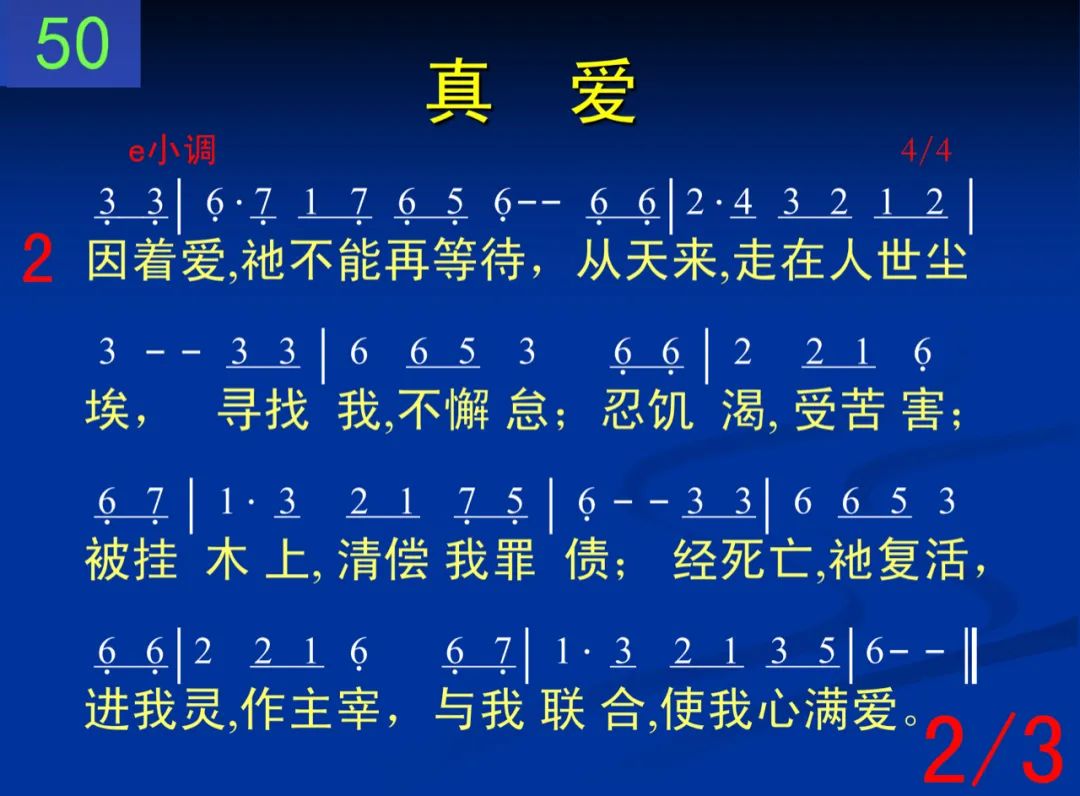 50
真 爱
e小调 4/4
3 3 | 6 · 7 1 7 6 5 6 - - 6 6 | 2 · 4 3 2 1 2 |
2 因着爱,祂不能再等待，从天来,走在人世尘
3 - - 3 3 | 6 6 5 3 6 6 | 2 2 1 6
埃， 寻找 我,不懈 怠；忍饥 渴, 受苦 害；
6 7 | 1 · 3 2 1 7 5 | 6 - - 3 3 | 6 6 5 3
被挂 木 上, 清偿 我罪 债； 经死亡,祂复活，
6 6 | 2 2 1 6 6 7 | 1 · 3 2 1 3 5 | 6 - - ||
进我灵,作主宰，与我 联 合,使我心满爱。
2/3